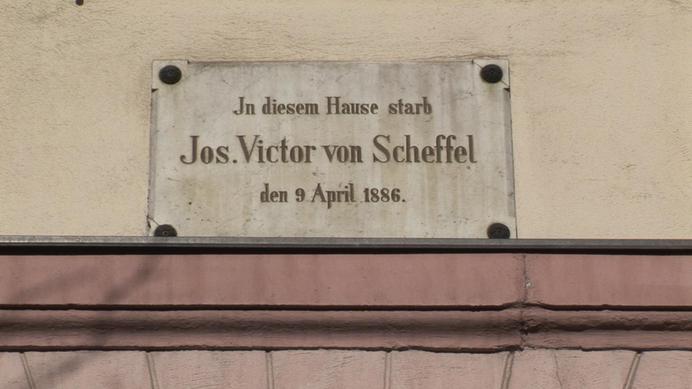 Jn diesem Hause starb
Jos. Victor von Scheffel
den 9 April 1886.